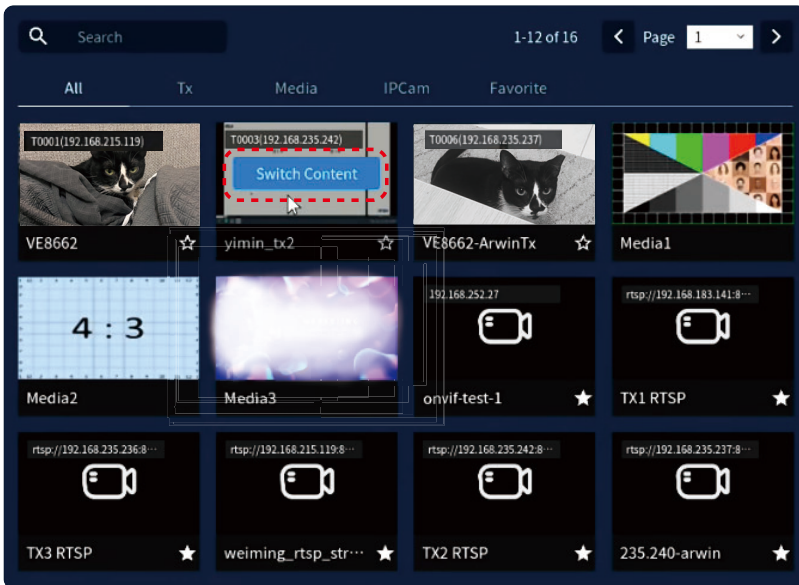 Search
1-12 of 16
Page
1
All
Tx
Media
IPCam
Favorite
T0001(192.168.215.119)
T0003(192.168.235.242)
T0006(192.168.235.237)
Switch Content
VE8662
yimin_tx2
VE8662-ArwinTx
Media1
192.168.252.27
rtsp://192.168.183.141:8···
4 : 3
Media2
Media3
onvif-test-1
TX1 RTSP
rtsp://192.168.235.236:8···
rtsp://192.168.215.119:8···
rtsp://192.168.235.242:8···
rtsp://192.168.235.237:8···
TX3 RTSP
weiming_rtsp_str···
TX2 RTSP
235.240-arwin